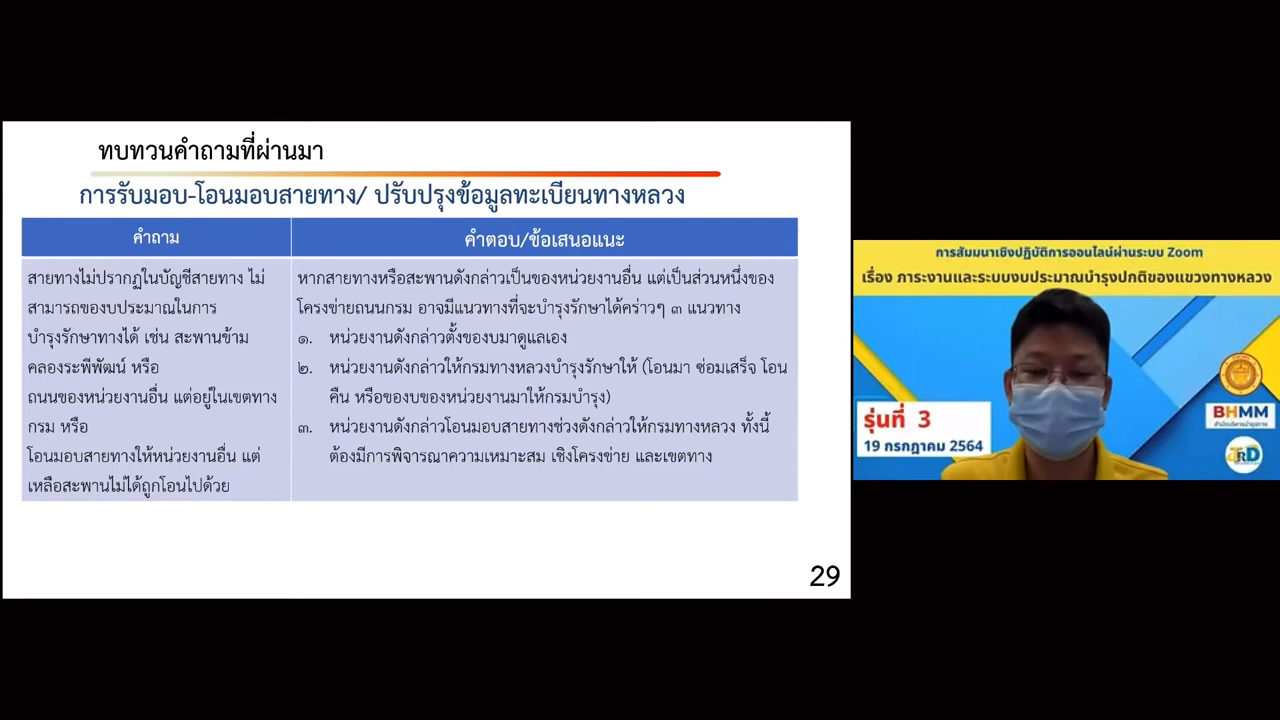 ทบทวนคำถามที่ผ่านมา
การรับมอบ-โอนมอบสายทาง/ ปรับปรุงข้อมูลทะเบียนทางหลวง
คำถาม
สายทางไม่ปรากฏในบัญชีสายทาง ไม่
สามารถของบประมาณในการ
บำรุงรักษาทางได้ เช่น สะพานข้าม
คลองระพีพัฒน์ หรือ
ถนนของหน่วยงานอื่น แต่อยู่ในเขตทาง
กรม หรือ
โอนมอบสายทางให้หน่วยงานอื่น แต่
เหลือสะพานไม่ได้ถูกโอนไปด้วย
คำตอบ/ข้อเสนอแนะ
หากสายทางหรือสะพานดังกล่าวเป็นของหน่วยงานอื่น แต่เป็นส่วนหนึ่งของ
โครงข่ายถนนกรม อาจมีแนวทางที่จะบำรุงรักษาได้คร่าวๆ ๓ แนวทาง
๑. หน่วยงานดังกล่าวตั้งของบมาดูแลเอง
๒. หน่วยงานดังกล่าวให้กรมทางหลวงบำรุงรักษาให้ (โอนมา ซ่อมเสร็จ โอน
คืน หรือของบของหน่วยงานมาให้กรมบำรุง)
๓. หน่วยงานดังกล่าวโอนมอบสายทางช่วงดังกล่าวให้กรมทางหลวง ทั้งนี้
ต้องมีการพิจารณาความเหมาะสม เชิงโครงข่าย และเขตทาง
29
การสัมมนาเชิงปฏิบัติการออนไลน์ผ่านระบบ Zoom
เรื่อง ภาระงานและระบบงบประมาณบำรุงปกติของแขวงทางหลวง
รุ่นที่ 3
19 กรกฎาคม 2564
BHMM
สำนักบริหารบำรุงทาง
TRD